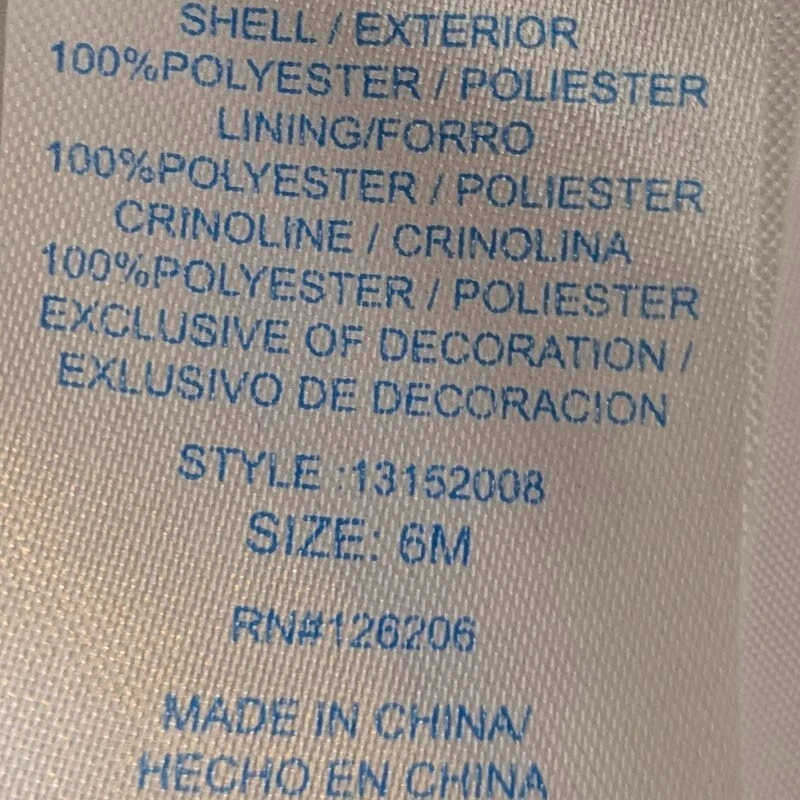 SHELL / EXTERIOR
100%POLYESTER / POLIESTER
LINING/FORRO
100%POLYESTER / POLIESTER
CRINOLINE / CRINOLINA
100%POLYESTER / POLIESTER
EXCLUSIVE OF DECORATION /
EXLUSIVO DE DECORACION
STYLE :13152008
SIZE: 6M
RN#126206
MADE IN CHINA/
HECHO EN CHINA